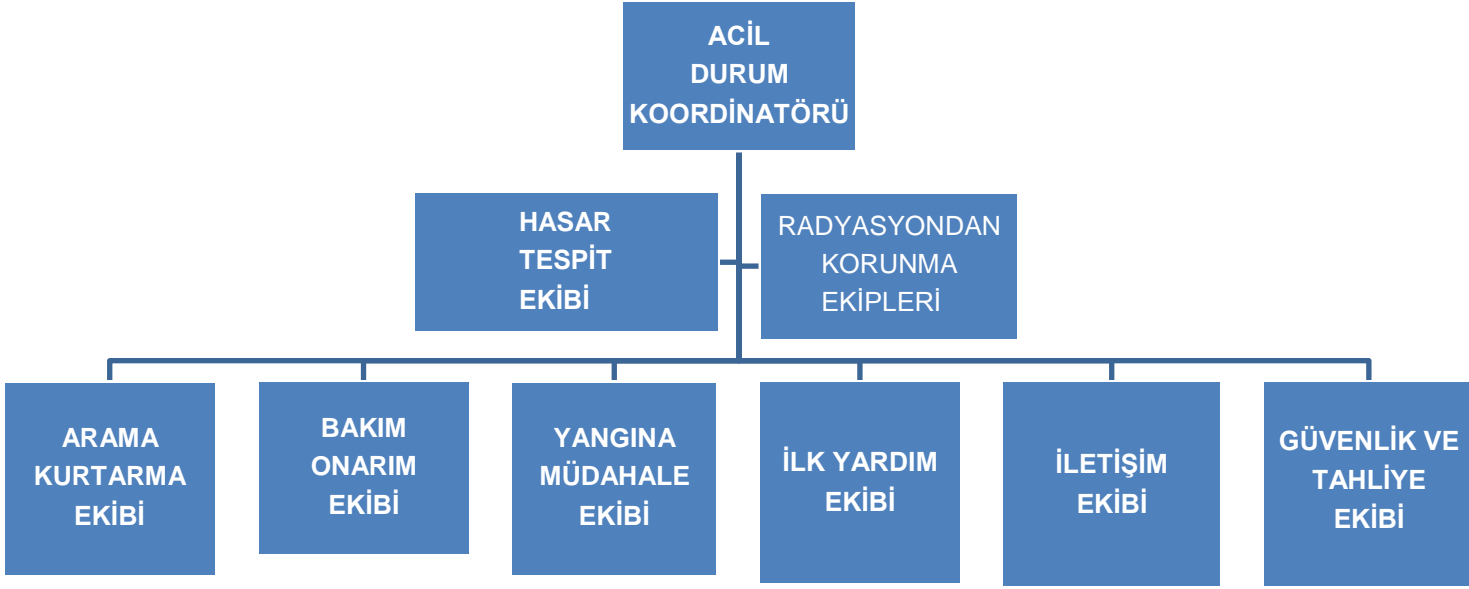 ACİL
DURUM
KOORDİNATÖRÜ
HASAR
TESPİT
EKİBİ
RADYASYONDAN
KORUNMA
EKİPLERİ
ARAMA
KURTARMA
EKİBİ
BAKIM
ONARIM
EKİBİ
YANGINA
MÜDAHALE
EKİBİ
İLK YARDIM
EKİBİ
İLETİŞİM
EKİBİ
GÜVENLİK VE
TAHLİYE
EKİBİ